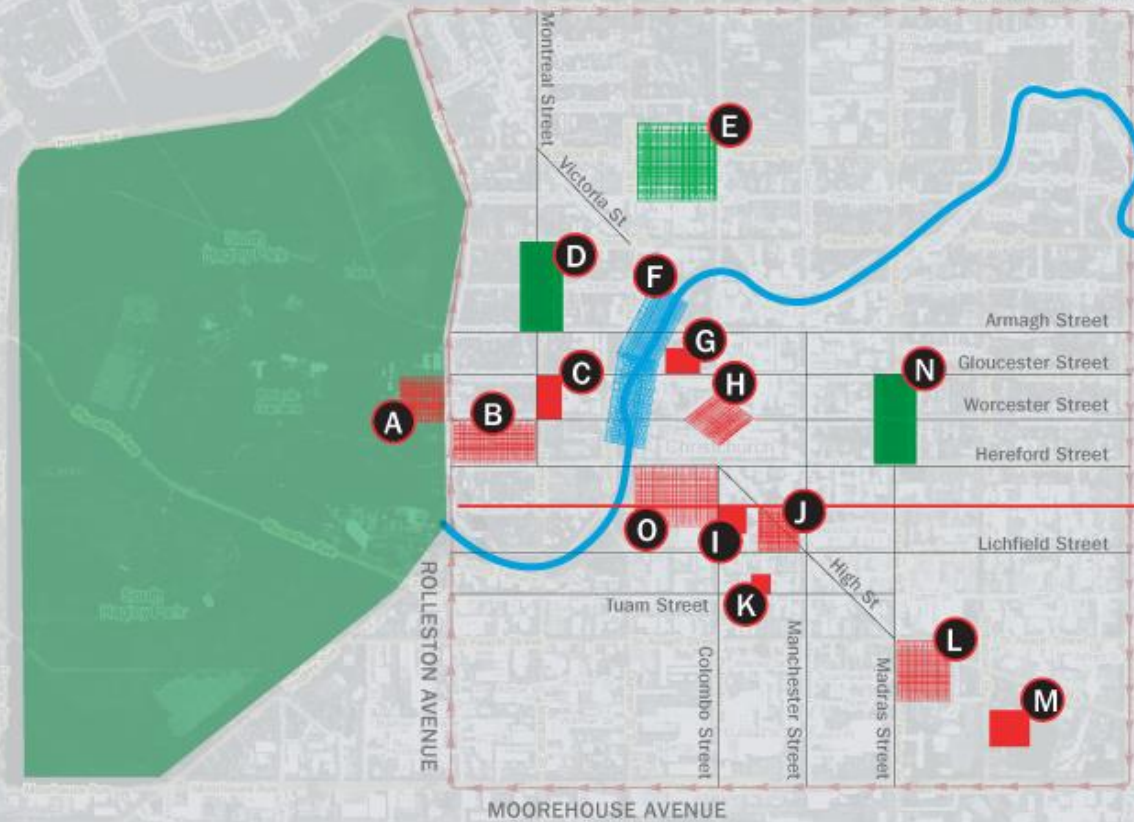 Montreal Street
Victoria St
E
D
F
Armagh Street
G
Gloucester Street
N
C
H
Worcester Street
B
A
Hereford Street
J
O
I
Lichfield Street
High St
K
Tuam Street
L
M
ROLLESTON AVENUE
Colombo Street
Manchester Street
Madras Street
MOOREHOUSE AVENUE